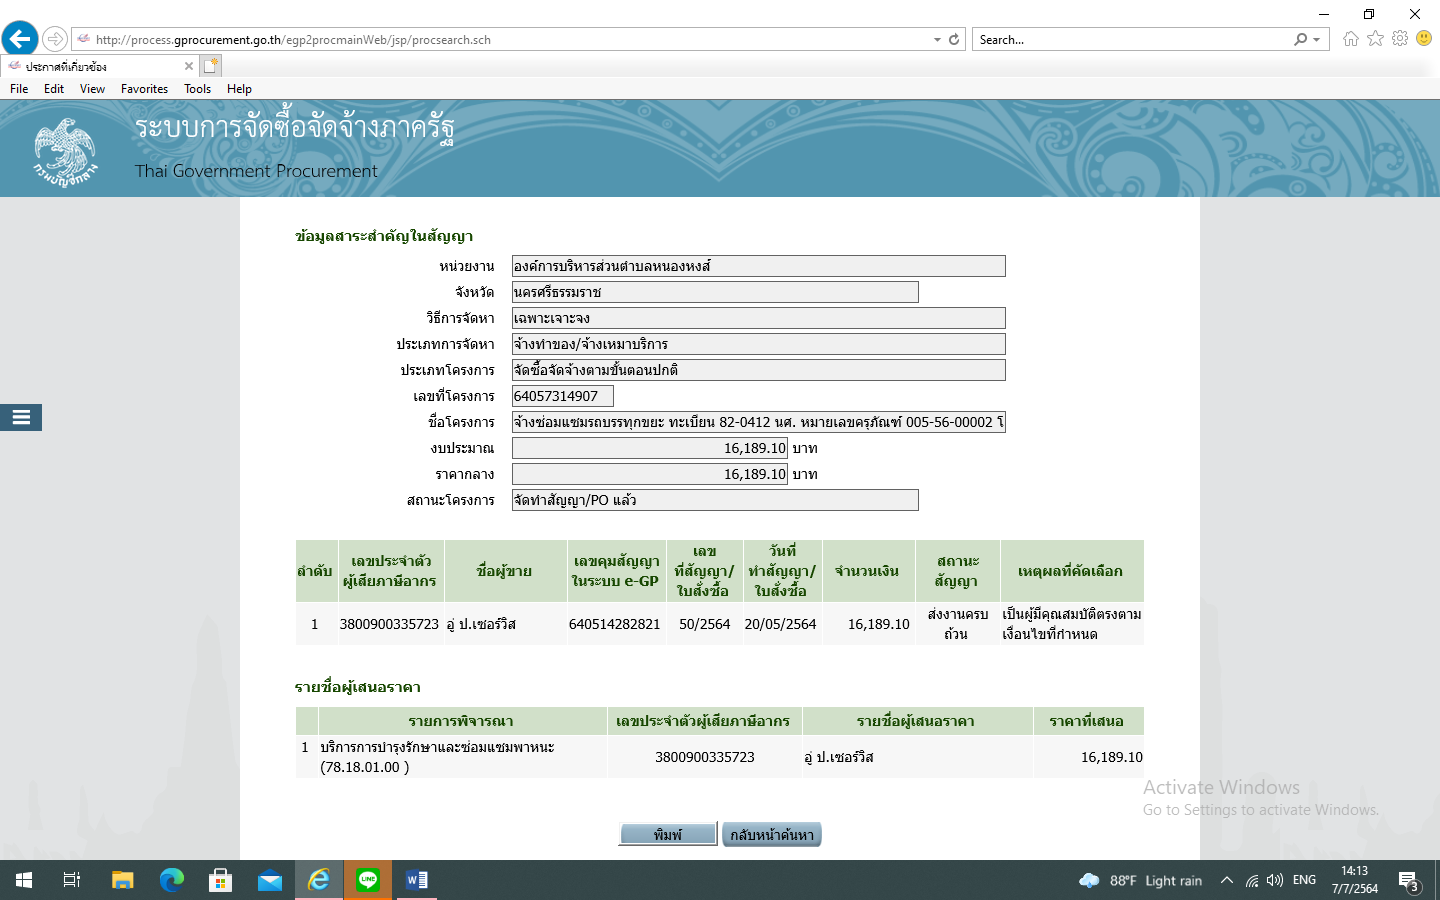 http://process.gprocurement.go.th/egp2procmainWeb/jsp/procsearch.sch
Search...
ประกาศที่เกี่ยวข้อง
File Edit View Favorites Tools Help
ระบบการจัดซื้อจัดจ้างภาครัฐ
Thai Government Procurement
กรมบัญชีกลาง
ข้อมูลสาระสำคัญในสัญญา
หน่วยงาน องค์การบริหารส่วนตำบลหนองหงส์
จังหวัด นครศรีธรรมราช
วิธีการจัดหา เฉพาะเจาะจง
ประเภทการจัดหา จ้างทำของ/จ้างเหมาบริการ
ประเภทโครงการ จัดซื้อจัดจ้างตามขั้นตอนปกติ
เลขที่โครงการ 64057314907
ชื่อโครงการ จ้างซ่อมแซมรถบรรทุกขยะ ทะเบียน 82-0412 นศ. หมายเลขครุภัณฑ์ 005-56-00002 โ
งบประมาณ 16,189.10 บาท
ราคากลาง 16,189.10 บาท
สถานะโครงการ จัดทำสัญญา/PO แล้ว
ลำดับ เลขประจำตัวผู้เสียภาษีอากร ชื่อผู้ขาย เลขคุมสัญญาในระบบ e-GP เลขที่สัญญา/ใบสั่งซื้อ วันที่ทำสัญญา/ใบสั่งซื้อ จำนวนเงิน สถานะสัญญา เหตุผลที่คัดเลือก
1 3800900335723 อู่ ป.เซอร์วิส 640514282821 50/2564 20/05/2564 16,189.10 ส่งงานครบถ้วน เป็นผู้มีคุณสมบัติตรงตามเงื่อนไขที่กำหนด
รายชื่อผู้เสนอราคา
รายการพิจารณา เลขประจำตัวผู้เสียภาษีอากร รายชื่อผู้เสนอราคา ราคาที่เสนอ
1 บริการการบำรุงรักษาและซ่อมแซมพาหนะ (78.18.01.00 ) 3800900335723 อู่ ป.เซอร์วิส 16,189.10
Activate Windows
Go to Settings to activate Windows.
พิมพ์ กลับหน้าค้นหา
LINE
88°F Light rain ENG 14:13
7/7/2564
3